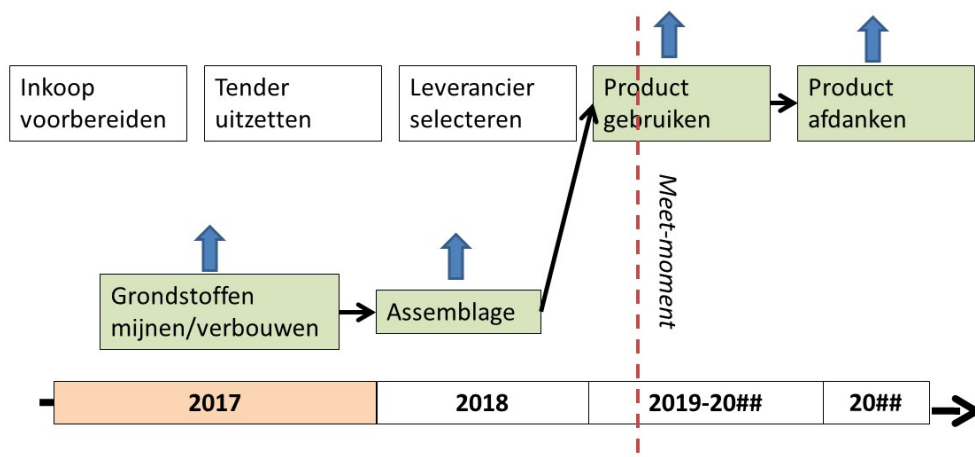 Inkoop
voorbereiden
Tender
uitzetten
Leverancier
selecteren
Product
gebruiken
Product
afdanken
Meet-moment
Grondstoffen
mijnen/verbouwen
Assemblage
2017
2018
2019-20##
20##